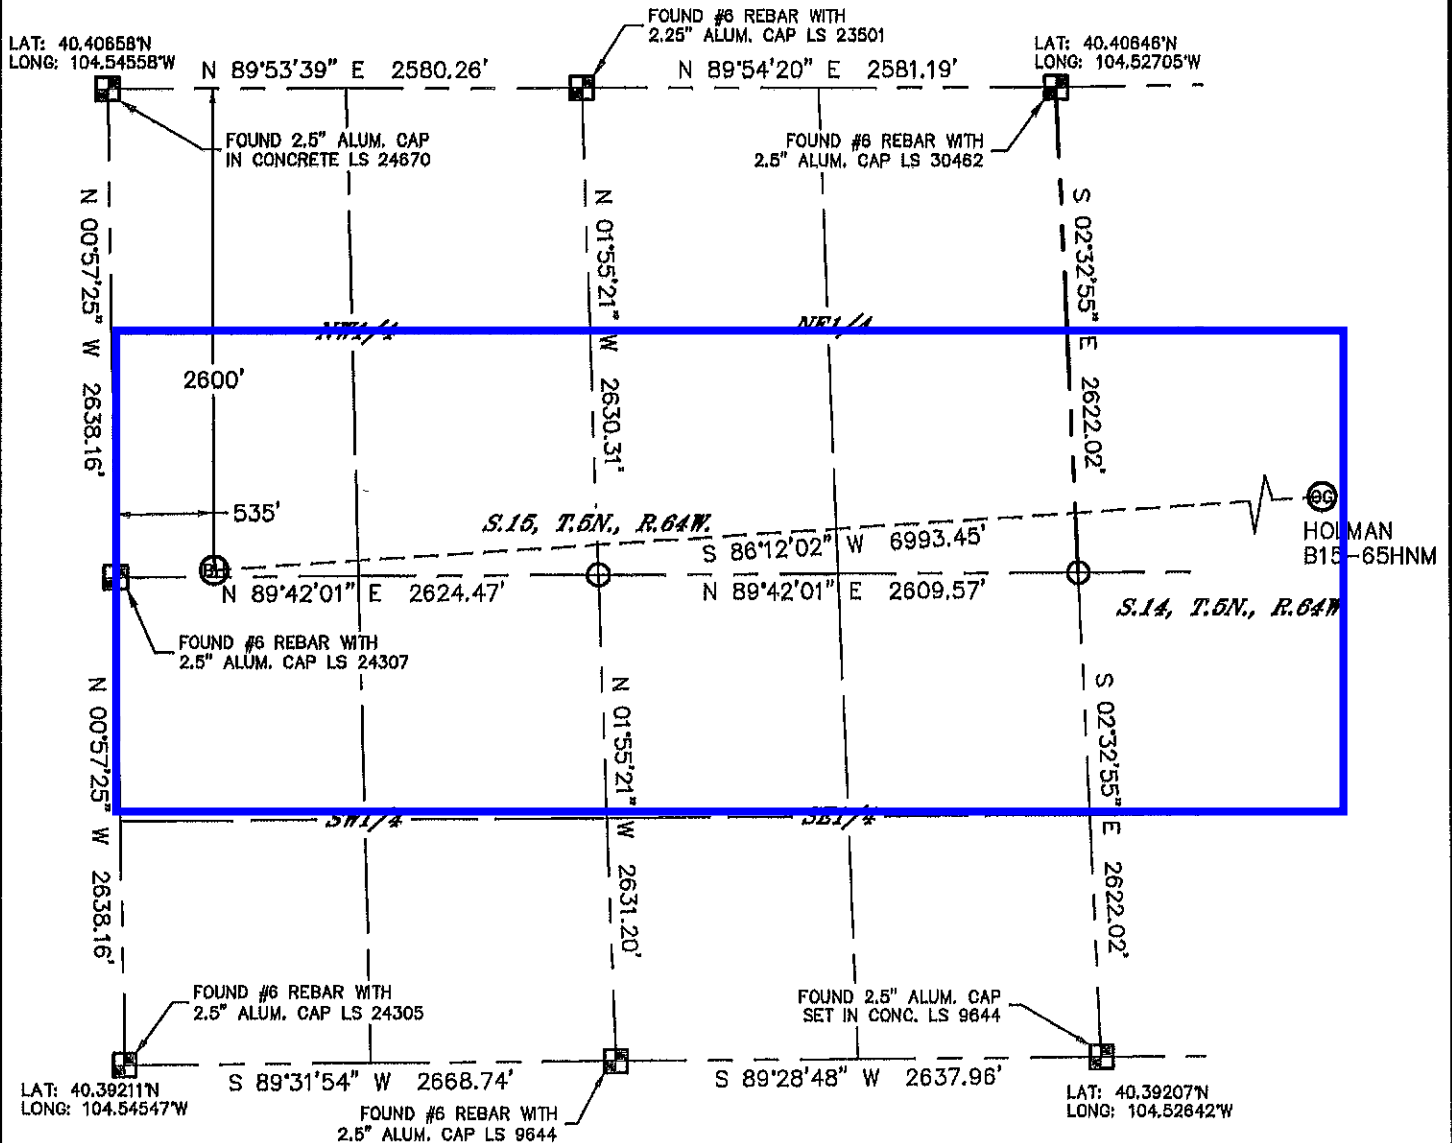 FOUND #6 REBAR WITH
2.25" ALUM. CAP LS 23501
LAT: 40.40658°N
LONG: 104.54558°W
LAT: 40.40646°N
LONG: 104.52705°W
N 89°53'39" E 2580.26'
N 89°54'20" E 2581.19'
FOUND 2.5" ALUM. CAP
IN CONCRETE LS 24670
FOUND #6 REBAR WITH
2.5" ALUM. CAP LS 30462
N 00°57'25" W 2638.16'
N 01°55'21" W 2630.31'
S 02°32'55" E 2622.02'
NW1/4
NE1/4
2600'
535'
S.15, T.5N., R.64W.
S 86°12'02" W 6993.45'
HOLMAN
B15-65HNM
BH
N 89°42'01" E 2624.47'
N 89°42'01" E 2609.57'
S.14, T.5N., R.64W
FOUND #6 REBAR WITH
2.5" ALUM. CAP LS 24307
N 00°57'25" W 2638.16'
N 01°55'21" W 2631.20'
S 02°32'55" E 2622.02'
SW1/4
SE1/4
FOUND #6 REBAR WITH
2.5" ALUM. CAP LS 24305
FOUND 2.5" ALUM. CAP
SET IN CONC. LS 9644
LAT: 40.39211°N
LONG: 104.54547°W
S 89°31'54" W 2668.74'
S 89°28'48" W 2637.96'
LAT: 40.39207°N
LONG: 104.52642°W
FOUND #6 REBAR WITH
2.5" ALUM. CAP LS 9644